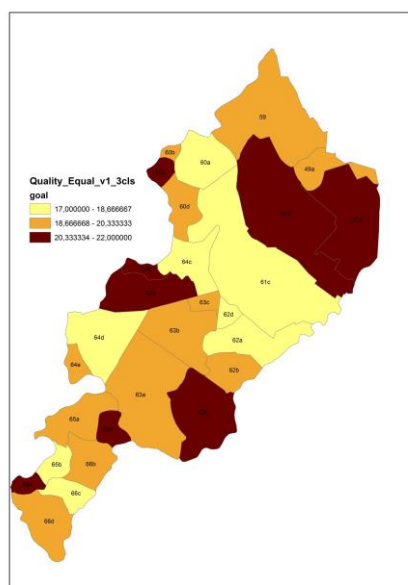 59
60b
49a
60a
Quality_Equal_v1_3cls
goal
17,000000 - 18,666667
18,666668 - 20,333333
20,333334 - 22,000000
60d
64c
61c
63c
62d
63b
64d
62a
64e
62b
63a
65a
65b
66b
66c
66d